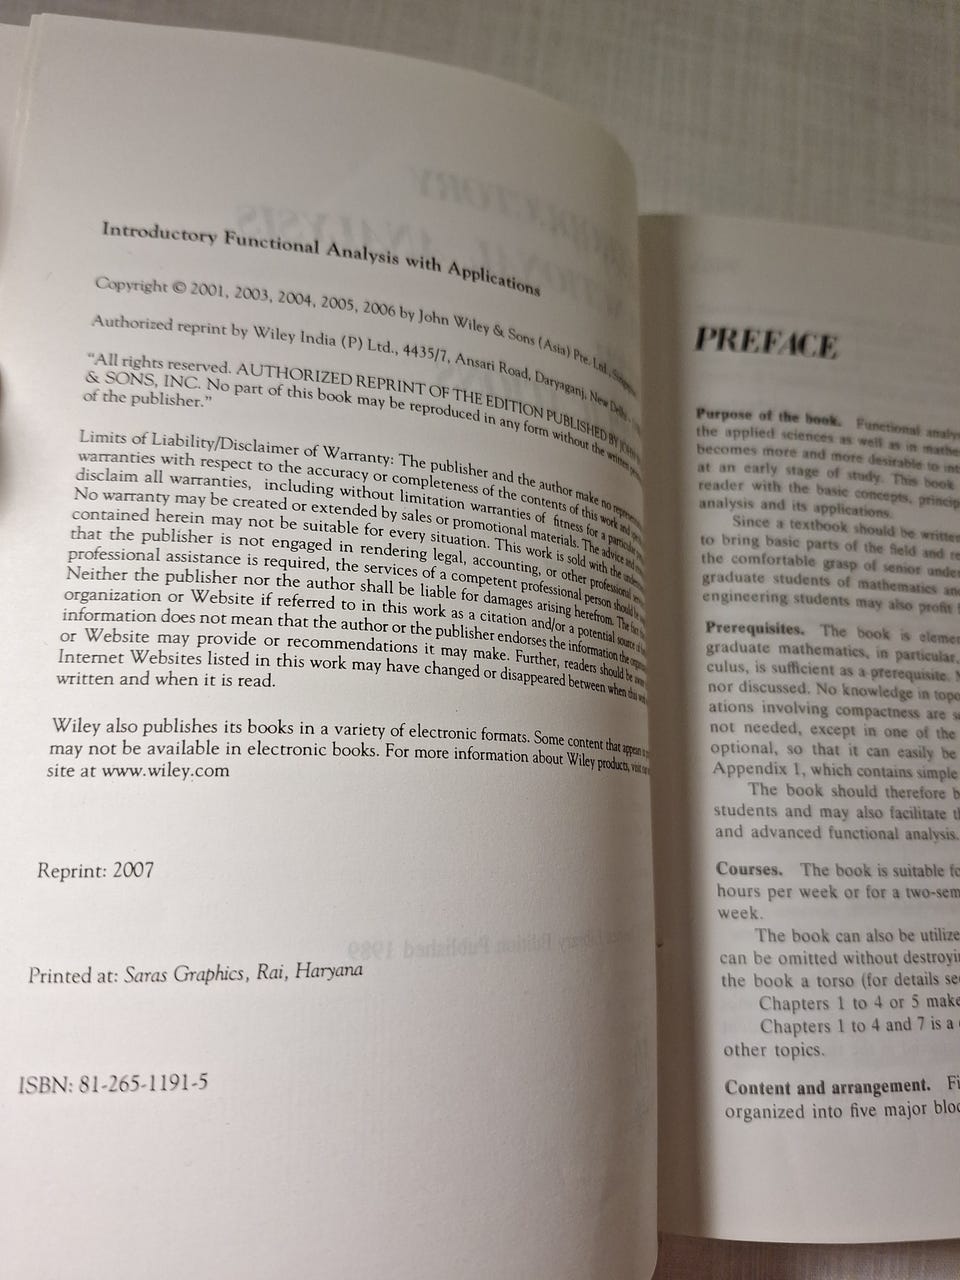 Introductory Functional Analysis with Applications
Copyright © 2001, 2003, 2004, 2005, 2006 by John Wiley & Sons (Asia) Pte. Ltd.,
Authorized reprint by Wiley India (P) Ltd., 4435/7, Ansari Road, Daryaganj, New Delhi
“All rights reserved. AUTHORIZED REPRINT OF THE EDITION PUBLISHED BY JOHN
& SONS, INC. No part of this book may be reproduced in any form without the written
of the publisher.”
Limits of Liability/Disclaimer of Warranty: The publisher and the author make no
warranties with respect to the accuracy or completeness of the contents of this work and
disclaim all warranties, including without limitation warranties of fitness for a particular
No warranty may be created or extended by sales or promotional materials. The advice and
contained herein may not be suitable for every situation. This work is sold with the
that the publisher is not engaged in rendering legal, accounting, or other professional
professional assistance is required, the services of a competent professional person should be
Neither the publisher nor the author shall be liable for damages arising herefrom. The fact
organization or Website if referred to in this work as a citation and/or a potential source of
information does not mean that the author or the publisher endorses the information the
or Website may provide or recommendations it may make. Further, readers should be
Internet Websites listed in this work may have changed or disappeared between when this
written and when it is read.
Wiley also publishes its books in a variety of electronic formats. Some content that appears
may not be available in electronic books. For more information about Wiley products, visit
site at www.wiley.com
Reprint: 2007
Printed at: Saras Graphics, Rai, Haryana
ISBN: 81-265-1191-5
PREFACE
Purpose of the book. Functional
the applied sciences as well as in
becomes more and more desirable to
at an early stage of study. This book
reader with the basic concepts,
analysis and its applications.
Since a textbook should be written
to bring basic parts of the field and
the comfortable grasp of senior
graduate students of mathematics
engineering students may also profit
Prerequisites. The book is
graduate mathematics, in particular,
culus, is sufficient as a prerequisite.
nor discussed. No knowledge in
ations involving compactness are
not needed, except in one of the
optional, so that it can easily be
Appendix 1, which contains simple
The book should therefore
students and may also facilitate
and advanced functional analysis.
Courses. The book is suitable
hours per week or for a
week.
The book can also be
can be omitted without
the book a torso (for details
Chapters 1 to 4 or 5 make
Chapters 1 to 4 and 7 is a
other topics.
Content and arrangement.
organized into five major